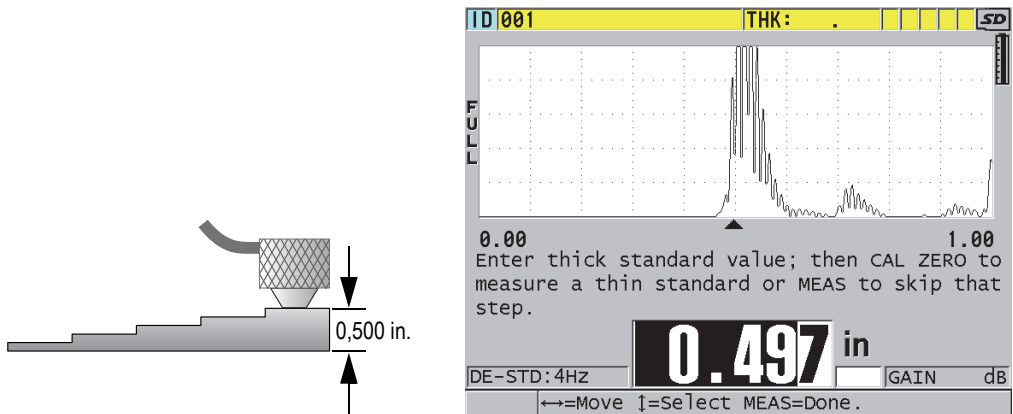 ID 001 THK: . SD
FULL
0.00 1.00
Enter thick standard value; then CAL ZERO to
measure a thin standard or MEAS to skip that
step.
0,500 in.
0.497 in
DE-STD:4Hz GAIN dB
↔=Move ↕=Select MEAS=Done.